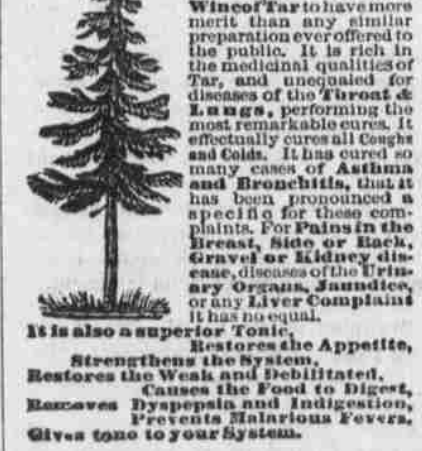 Wine of Tar to have more
merit than any similar
preparation ever offered to
the public. It is rich in
the medicinal qualities of
Tar, and unequaled for
diseases of the Throat &
Lungs, performing the
most remarkable cures. It
effectually cures all Coughs
and Colds. It has cured so
many cases of Asthma
and Bronchitis, that it
has been pronounced a
specific for these com-
plaints. For Pains in the
Breast, Side or Back,
Gravel or Kidney dis-
ease, diseases of the Urin-
ary Organs, Jaundice,
or any Liver Complaint
it has no equal.
It is also a superior Tonic,
Restores the Appetite,
Strengthens the System,
Restores the Weak and Debilitated,
Causes the Food to Digest,
Removes Dyspepsia and Indigestion,
Prevents Malarious Fevers,
Gives tone to your System.